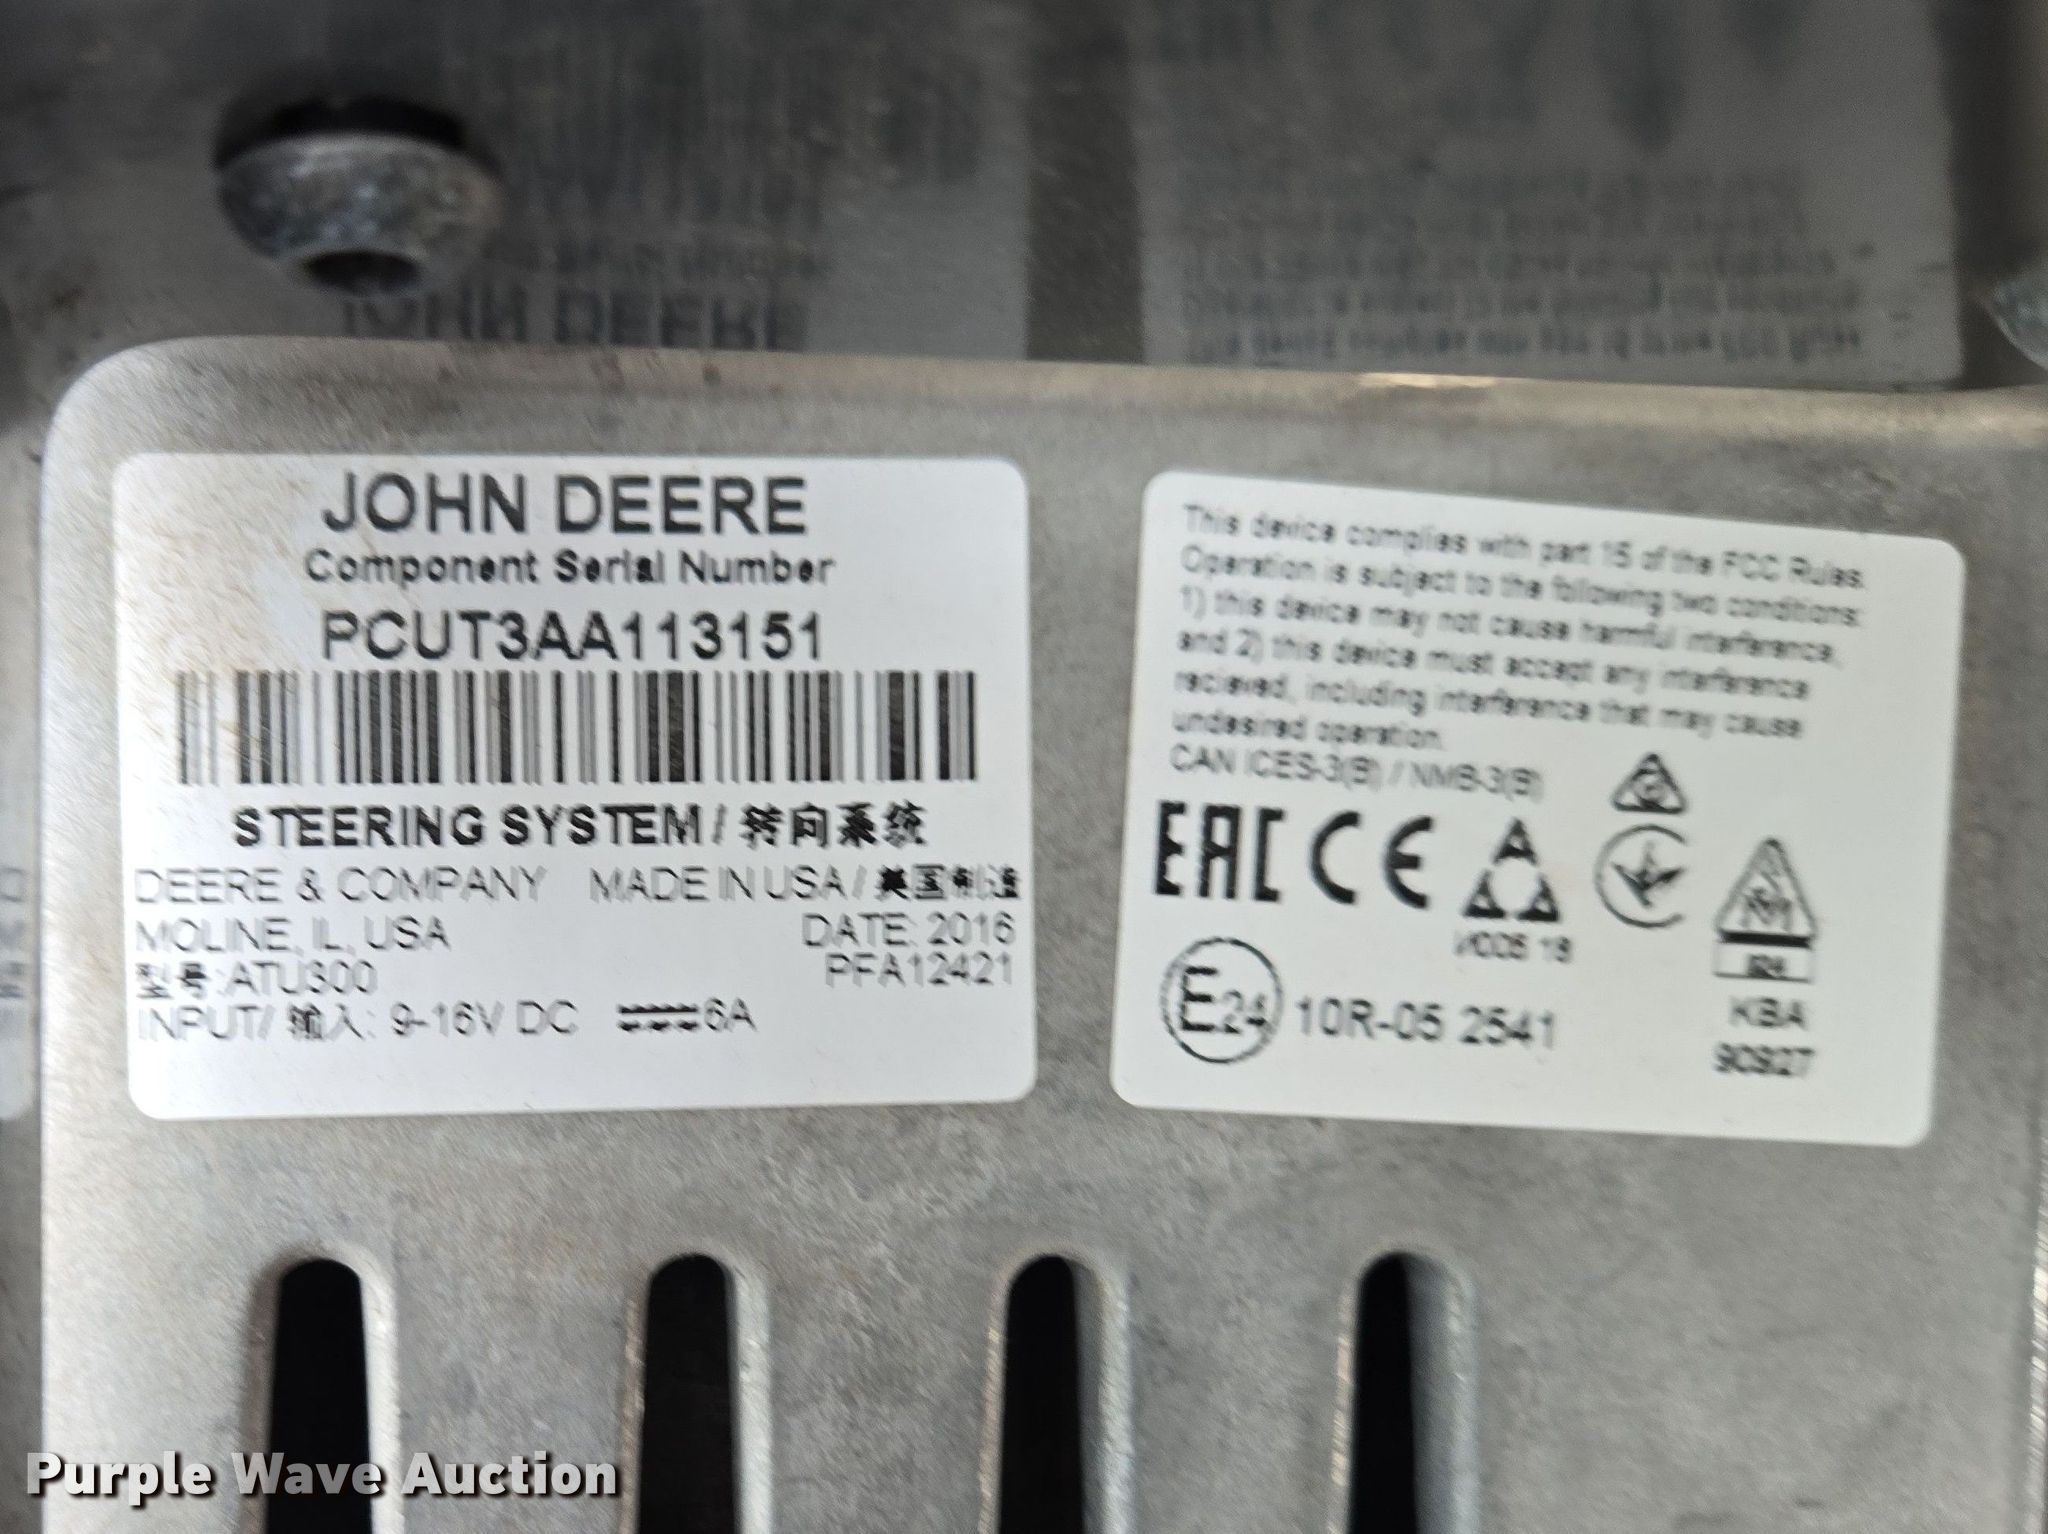 JOHN DEERE
Component Serial Number
PCUT3AA113151
STEERING SYSTEM / 转向系统
DEERE & COMPANY MADE IN USA / 美国制造
MOLINE, IL, USA DATE: 2016
型号: ATU300 PFA12421
INPUT/ 输入: 9-16V DC 6A
This device complies with part 15 of the FCC Rules.
Operation is subject to the following two conditions:
1) this device may not cause harmful interference,
and 2) this device must accept any interference
recieved, including interference that may cause
undesired operation.
CAN ICES-3(B) / NMB-3(B)
EAC CE
И005 18
E24 10R-05 2541
024
KBA
90927
Purple Wave Auction